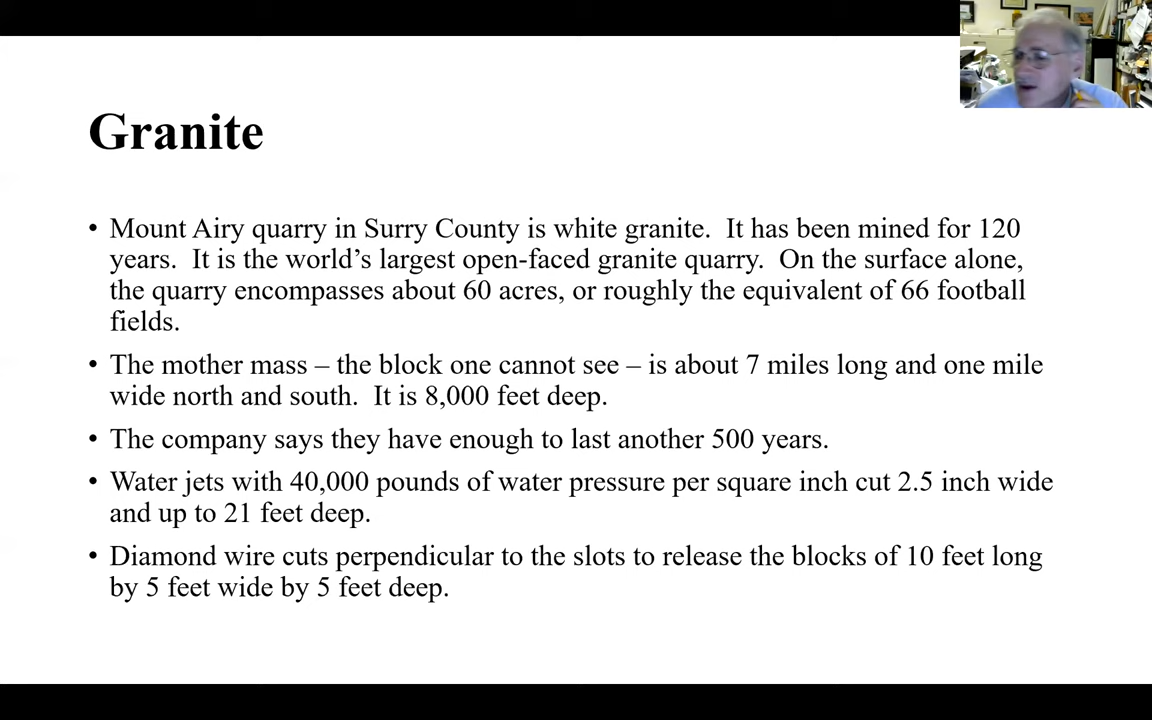 Granite
• Mount Airy quarry in Surry County is white granite.  It has been mined for 120
years.  It is the world’s largest open-faced granite quarry.  On the surface alone,
the quarry encompasses about 60 acres, or roughly the equivalent of 66 football
fields.
• The mother mass – the block one cannot see – is about 7 miles long and one mile
wide north and south.  It is 8,000 feet deep.
• The company says they have enough to last another 500 years.
• Water jets with 40,000 pounds of water pressure per square inch cut 2.5 inch wide
and up to 21 feet deep.
• Diamond wire cuts perpendicular to the slots to release the blocks of 10 feet long
by 5 feet wide by 5 feet deep.